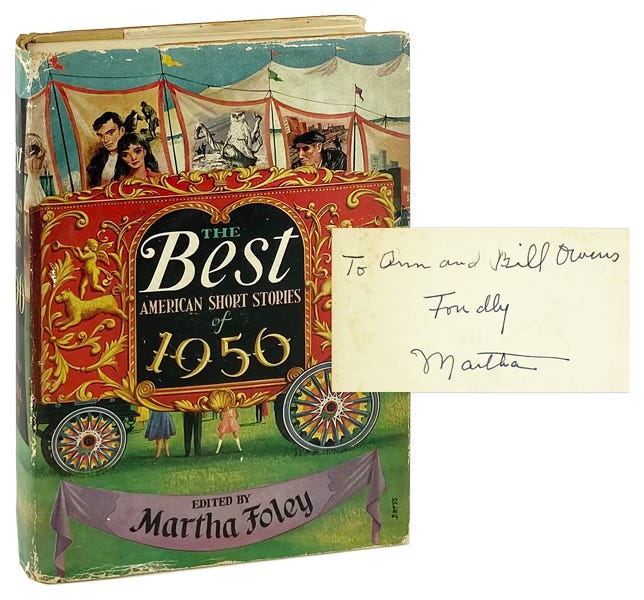 THE
Best
AMERICAN SHORT STORIES
of
1956
EDITED BY
Martha Foley
To Ann and Bill Owens
Fondly
Martha